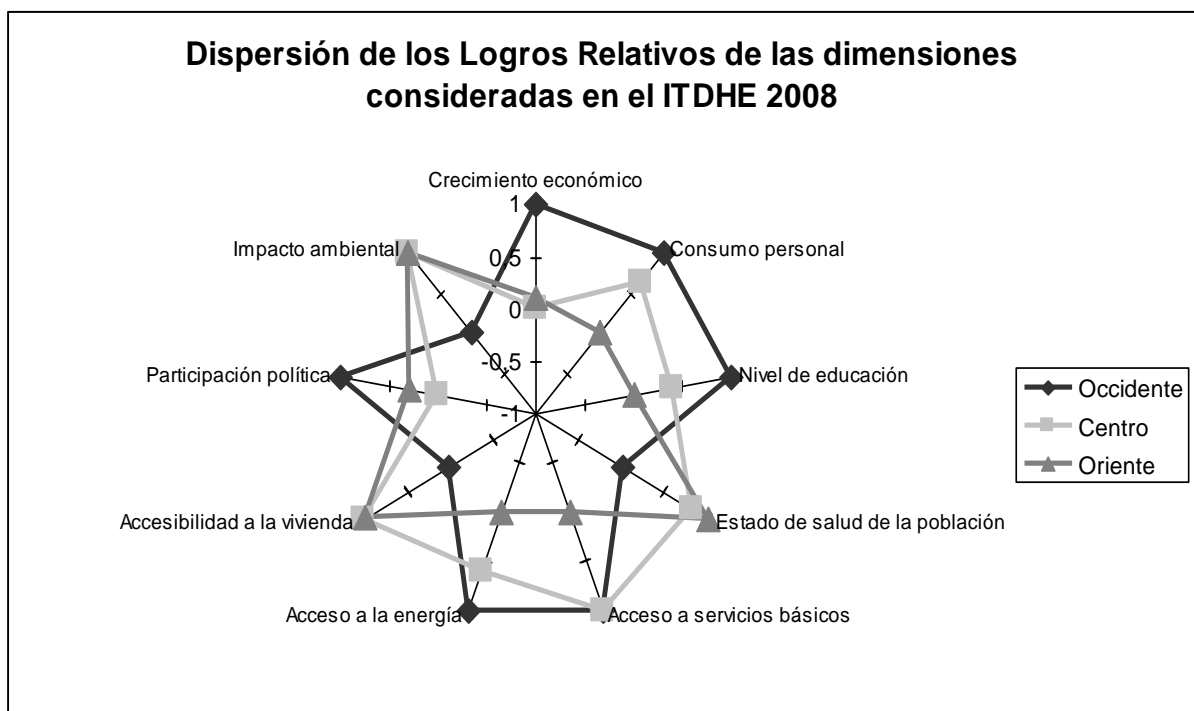 Dispersión de los Logros Relativos de las dimensiones
consideradas en el ITDHE 2008
Crecimiento económico
1
Impacto ambiental
Consumo personal
0,5
0
Participación política
-0,5
Nivel de educación
-1
Occidente
Centro
Oriente
Accesibilidad a la vivienda
Estado de salud de la población
Acceso a la energía
Acceso a servicios básicos